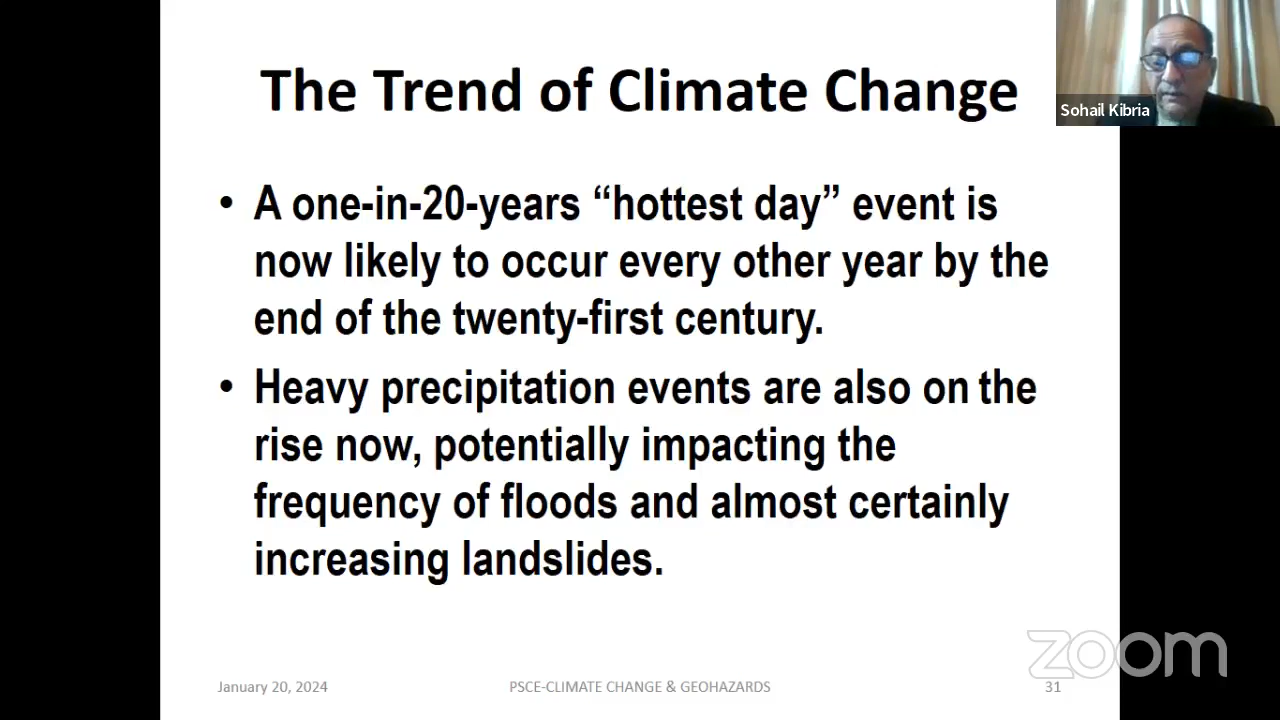 The Trend of Climate Change
Sohail Kibria
• A one-in-20-years “hottest day” event is
now likely to occur every other year by the
end of the twenty-first century.
• Heavy precipitation events are also on the
rise now, potentially impacting the
frequency of floods and almost certainly
increasing landslides.
zoom
January 20, 2024
PSCE-CLIMATE CHANGE & GEOHAZARDS
31